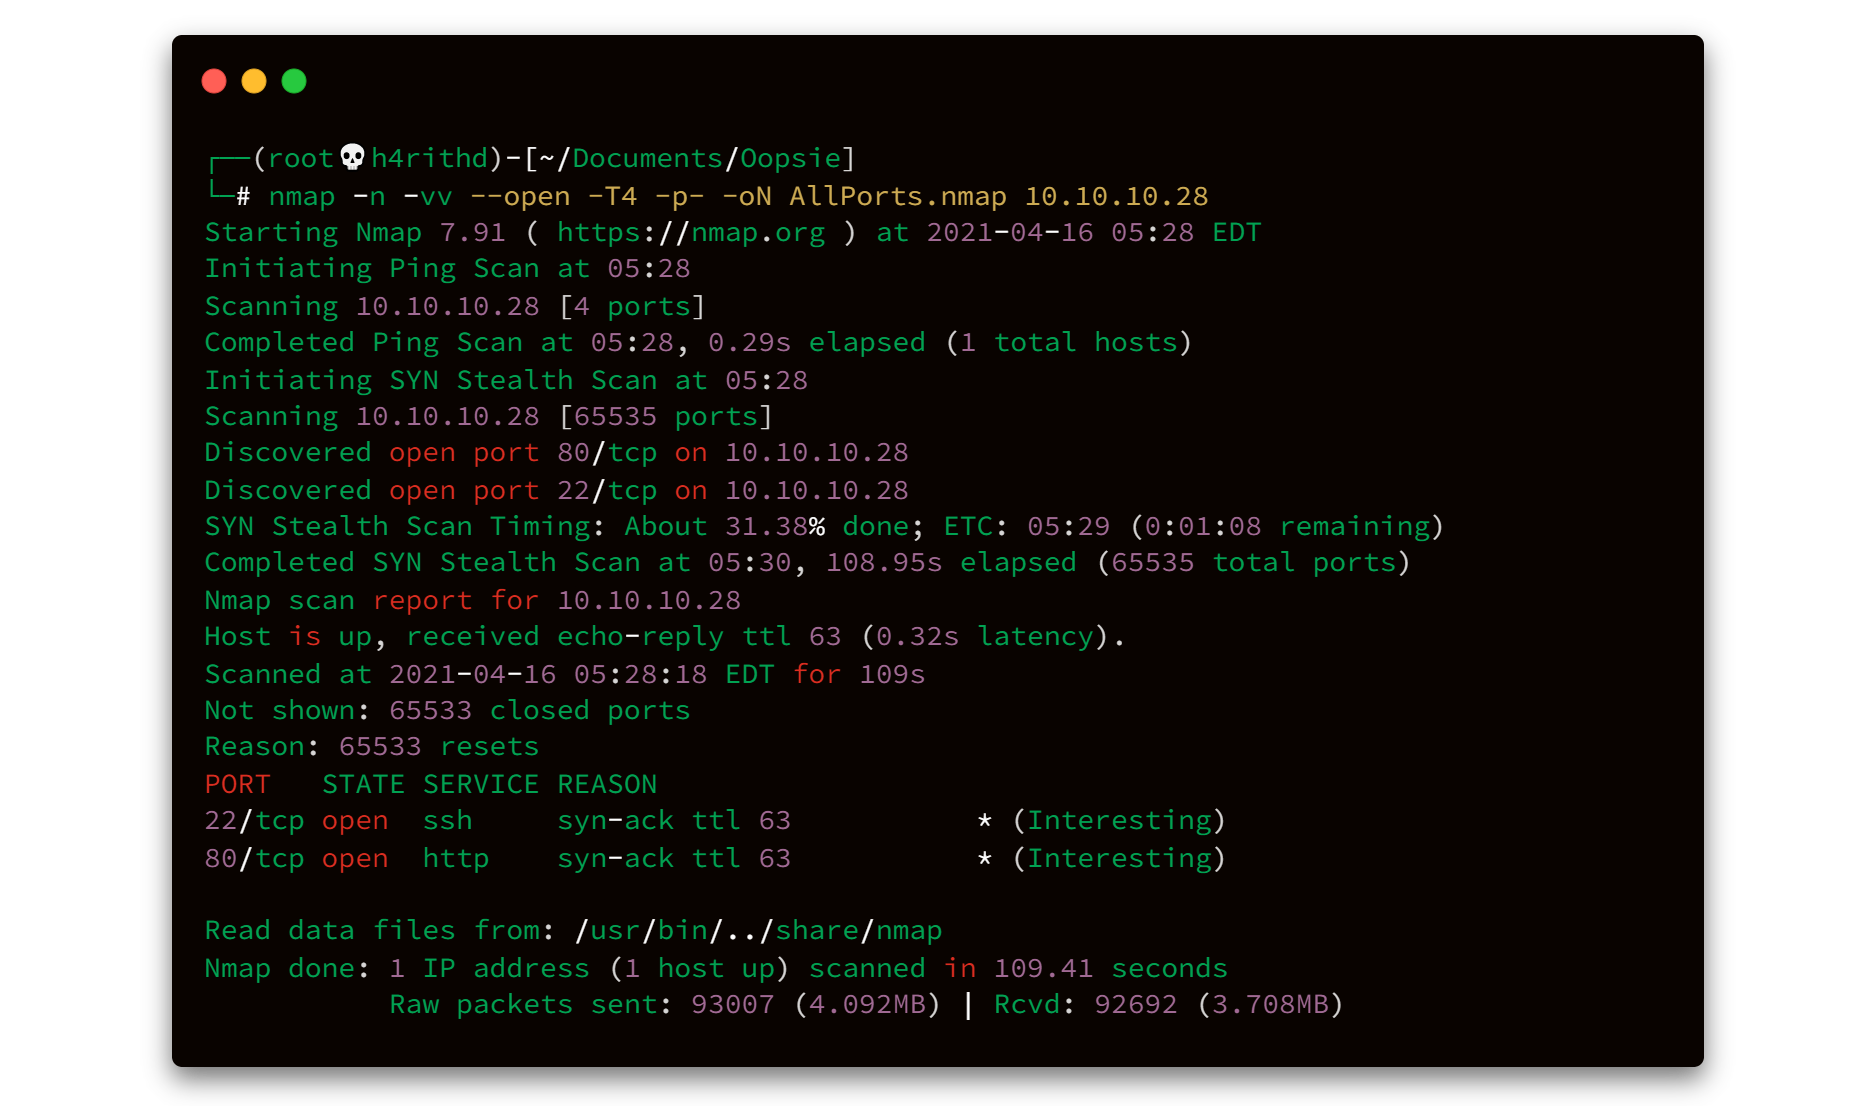 ┌──(root💀h4rithd)-[~/Documents/Oopsie]
└─# nmap -n -vv --open -T4 -p- -oN AllPorts.nmap 10.10.10.28
Starting Nmap 7.91 ( https://nmap.org ) at 2021-04-16 05:28 EDT
Initiating Ping Scan at 05:28
Scanning 10.10.10.28 [4 ports]
Completed Ping Scan at 05:28, 0.29s elapsed (1 total hosts)
Initiating SYN Stealth Scan at 05:28
Scanning 10.10.10.28 [65535 ports]
Discovered open port 80/tcp on 10.10.10.28
Discovered open port 22/tcp on 10.10.10.28
SYN Stealth Scan Timing: About 31.38% done; ETC: 05:29 (0:01:08 remaining)
Completed SYN Stealth Scan at 05:30, 108.95s elapsed (65535 total ports)
Nmap scan report for 10.10.10.28
Host is up, received echo-reply ttl 63 (0.32s latency).
Scanned at 2021-04-16 05:28:18 EDT for 109s
Not shown: 65533 closed ports
Reason: 65533 resets
PORT   STATE SERVICE REASON
22/tcp open  ssh     syn-ack ttl 63           * (Interesting)
80/tcp open  http    syn-ack ttl 63           * (Interesting)

Read data files from: /usr/bin/../share/nmap
Nmap done: 1 IP address (1 host up) scanned in 109.41 seconds
           Raw packets sent: 93007 (4.092MB) | Rcvd: 92692 (3.708MB)